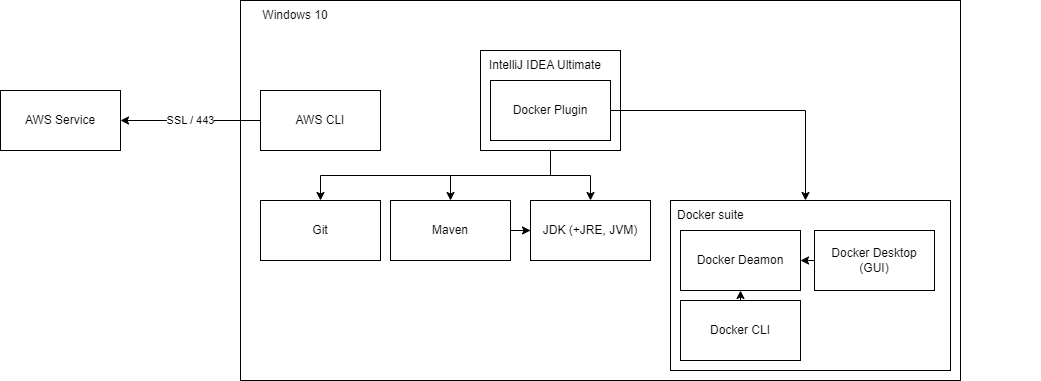 Windows 10
IntelliJ IDEA Ultimate
Docker Plugin
AWS Service
SSL / 443
AWS CLI
Git
Maven
JDK (+JRE, JVM)
Docker suite
Docker Deamon
Docker Desktop
(GUI)
Docker CLI